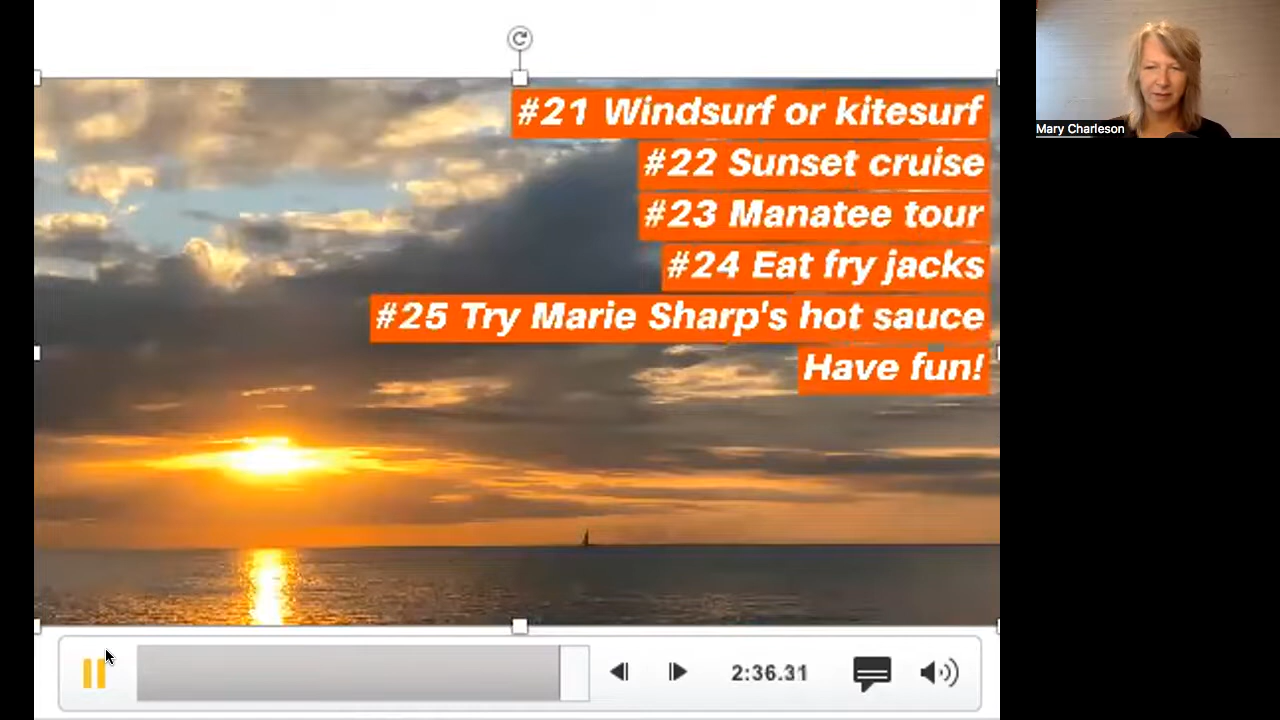 #21 Windsurf or kitesurf
#22 Sunset cruise
#23 Manatee tour
#24 Eat fry jacks
#25 Try Marie Sharp's hot sauce
Have fun!
Mary Charleson
2:36.31